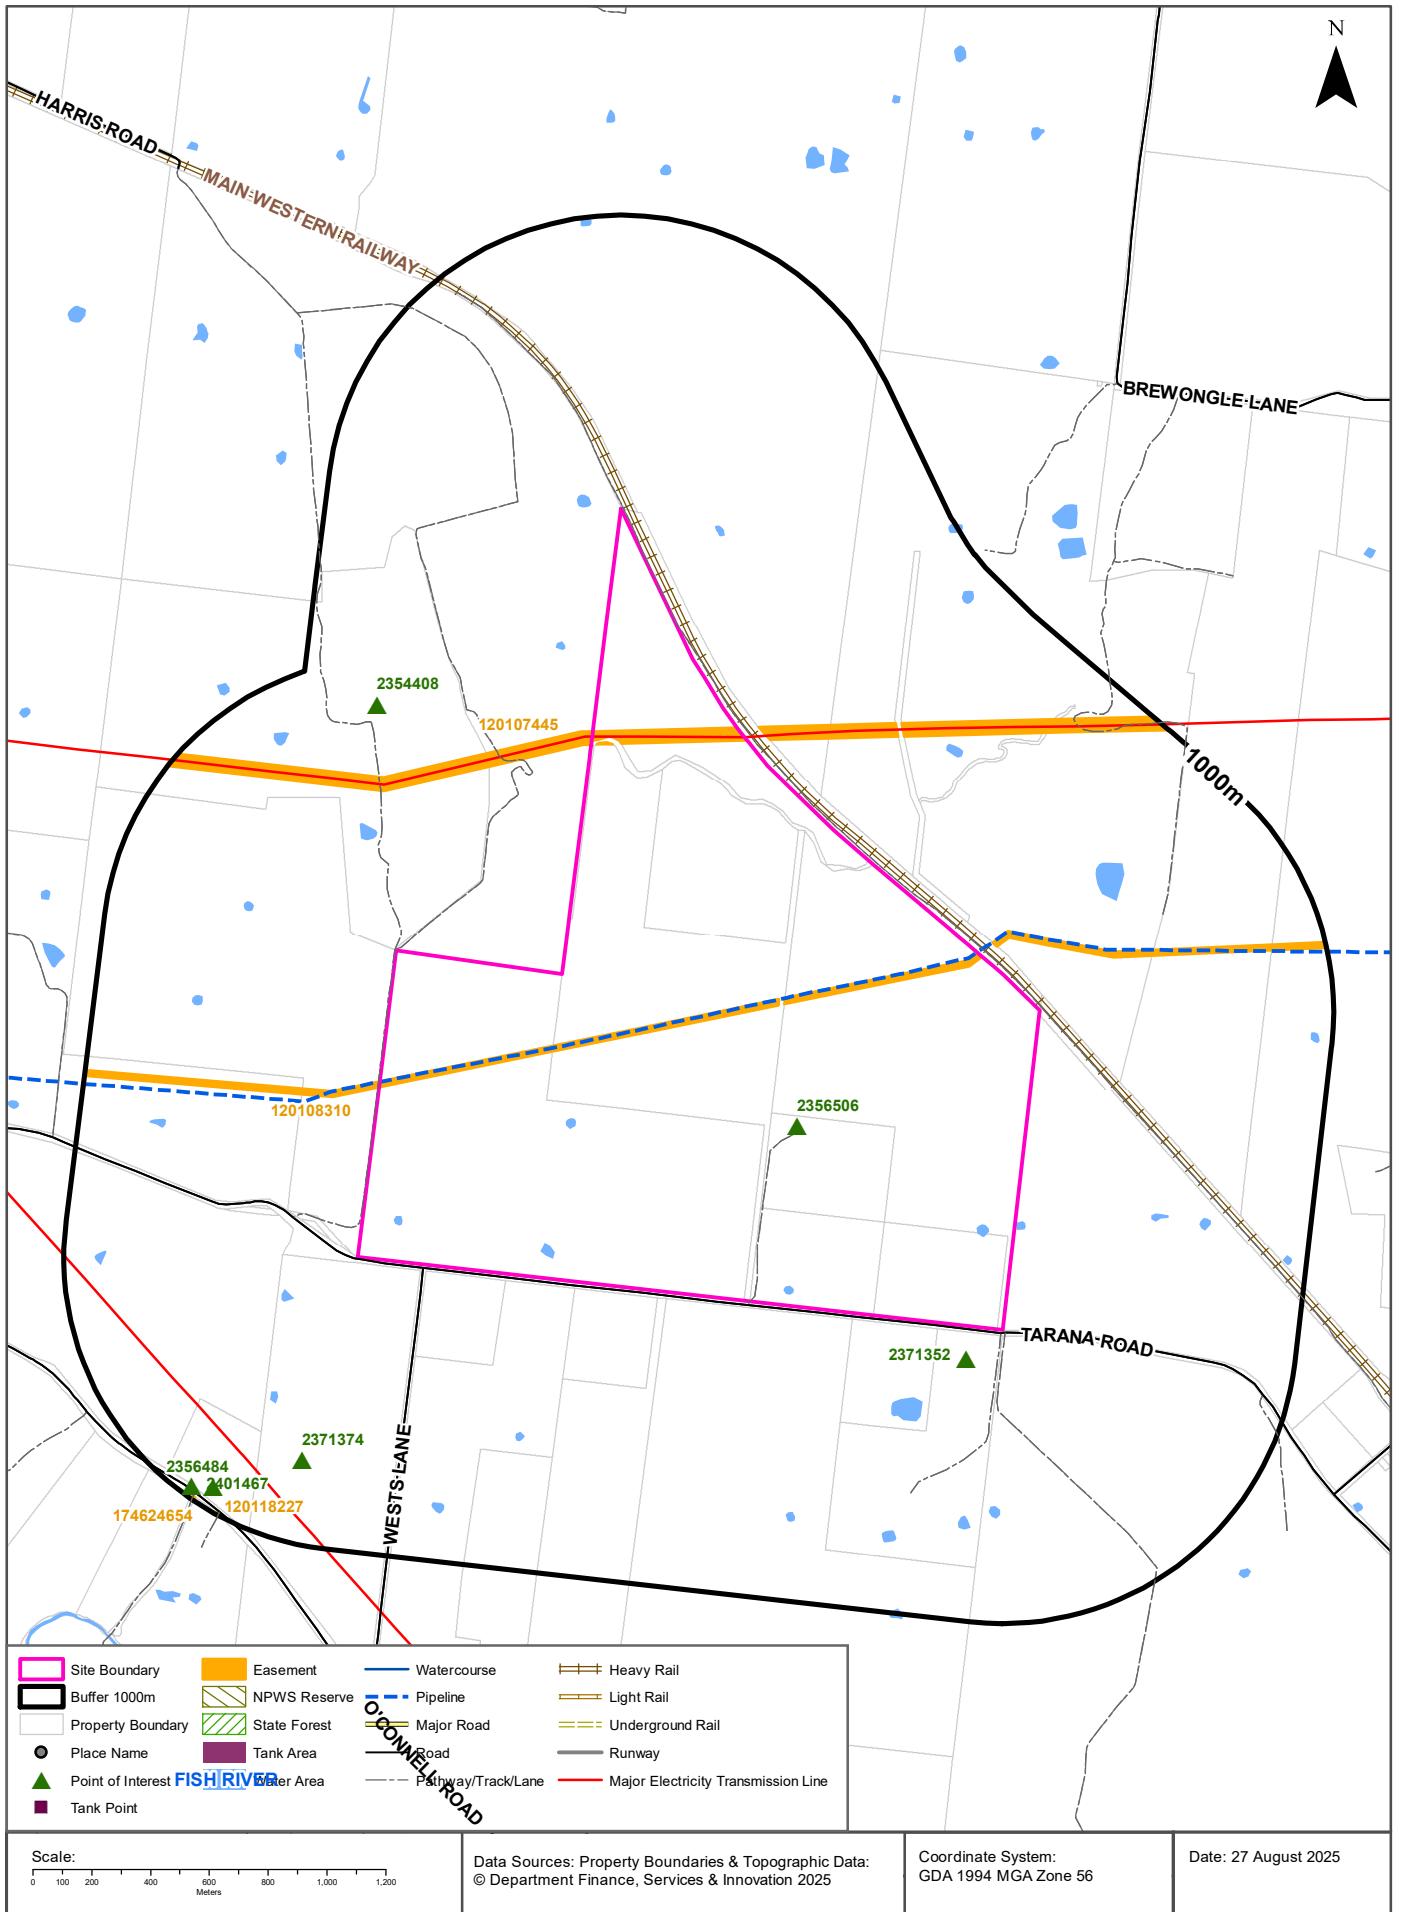 N
HARRIS ROAD
MAIN WESTERN RAILWAY
BREWONGLE LANE
2354408
120107445
1000m
120108310
2356506
TARANA ROAD
2371352
2371374
WESTS LANE
2356484
2401467
120118227
174624654
Site Boundary
Buffer 1000m
Property Boundary
Place Name
Point of Interest
Tank Point
Easement
NPWS Reserve
State Forest
Tank Area
Water Area
FISH RIVER
Watercourse
Pipeline
Major Road
Road
Pathway/Track/Lane
O'CONNELL ROAD
Heavy Rail
Light Rail
Underground Rail
Runway
Major Electricity Transmission Line
Scale:
0 100 200 400 600 800 1,000 1,200
Meters
Data Sources: Property Boundaries & Topographic Data:
© Department Finance, Services & Innovation 2025
Coordinate System:
GDA 1994 MGA Zone 56
Date: 27 August 2025